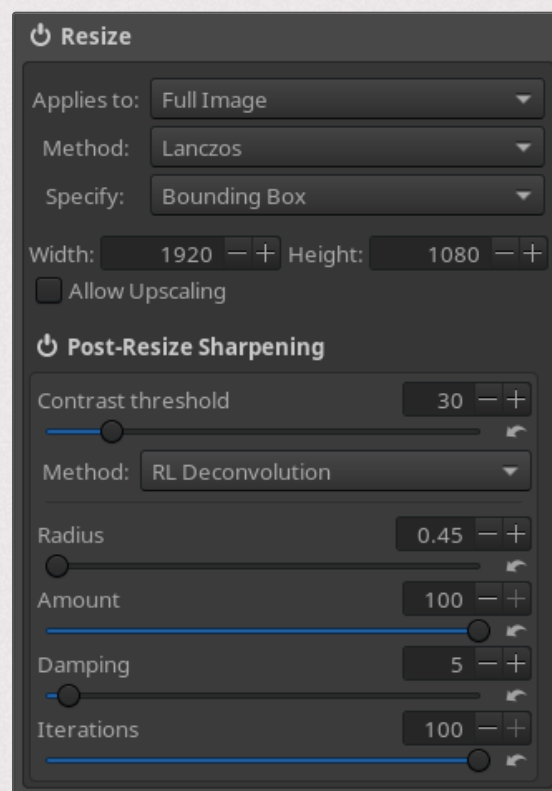 Resize
Applies to: Full Image
Method: Lanczos
Specify: Bounding Box
Width: 1920 Height: 1080
Allow Upscaling
Post-Resize Sharpening
Contrast threshold 30
Method: RL Deconvolution
Radius 0.45
Amount 100
Damping 5
Iterations 100